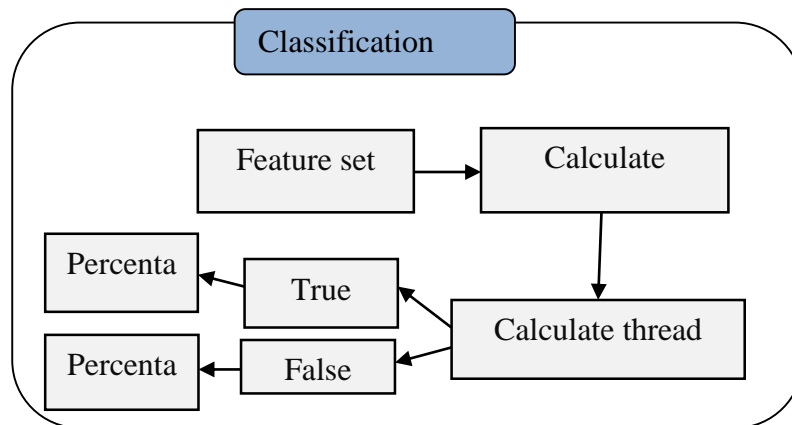 Classification
Feature set
Calculate
Percenta
True
Calculate thread
Percenta
False